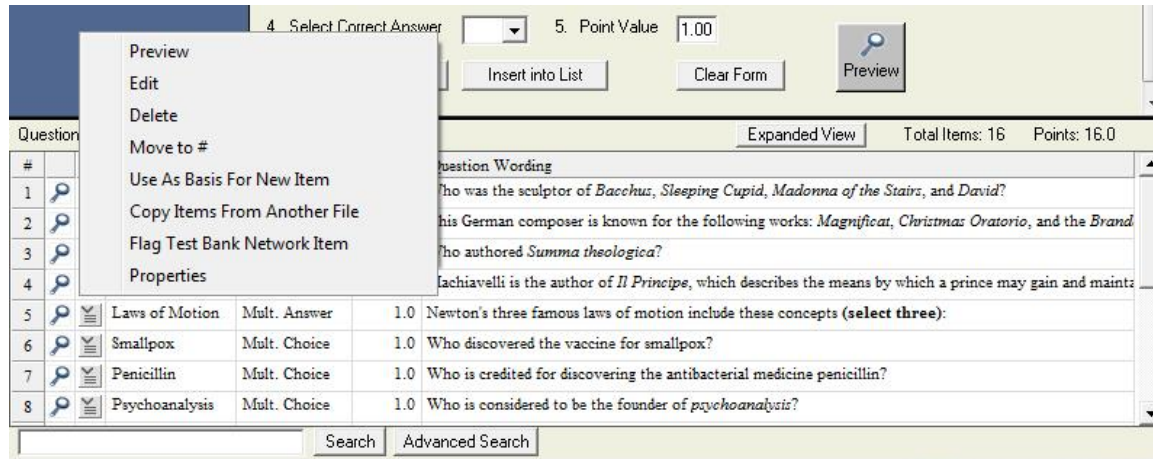 4. Select Correct Answer 5. Point Value 1.00
Insert into List Clear Form Preview
Preview
Edit
Delete
Move to #
Use As Basis For New Item
Copy Items From Another File
Flag Test Bank Network Item
Properties
Expanded View Total Items: 16 Points: 16.0
# Question Wording
1 Who was the sculptor of Bacchus, Sleeping Cupid, Madonna of the Stairs, and David?
2 This German composer is known for the following works: Magnificat, Christmas Oratorio, and the Brand
3 Who authored Summa theologica?
4 Machiavelli is the author of Il Principe, which describes the means by which a prince may gain and mainta
5 Laws of Motion Mult. Answer 1.0 Newton's three famous laws of motion include these concepts (select three):
6 Smallpox Mult. Choice 1.0 Who discovered the vaccine for smallpox?
7 Penicillin Mult. Choice 1.0 Who is credited for discovering the antibacterial medicine penicillin?
8 Psychoanalysis Mult. Choice 1.0 Who is considered to be the founder of psychoanalysis?
Search Advanced Search